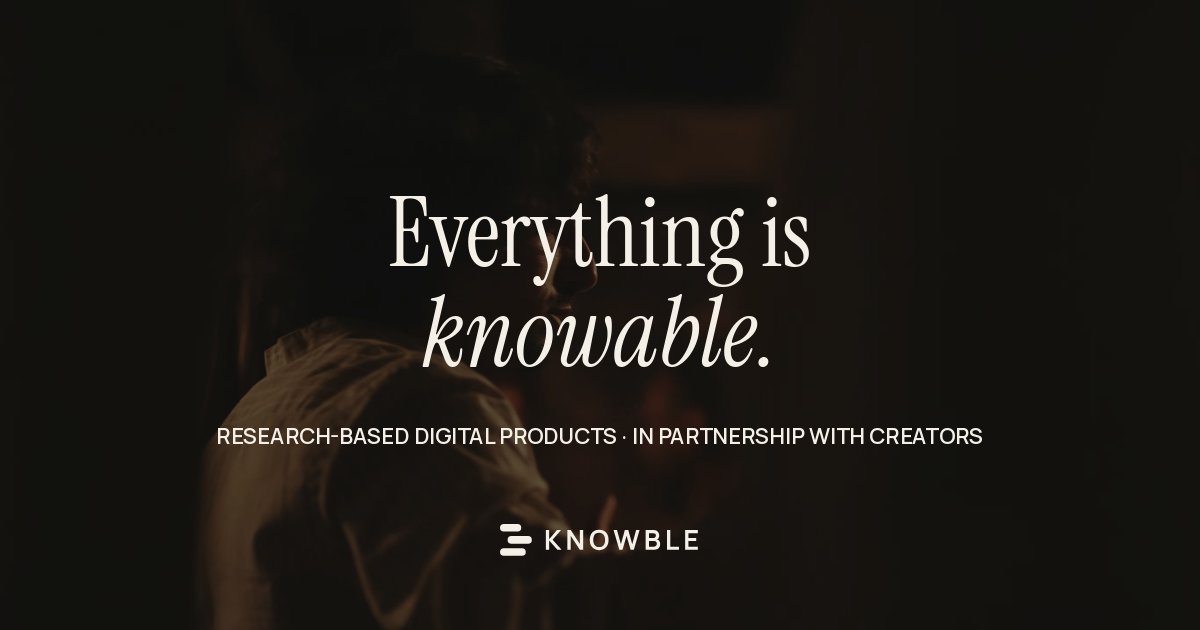 Everything is
knowable.
RESEARCH-BASED DIGITAL PRODUCTS · IN PARTNERSHIP WITH CREATORS
KNOWBLE